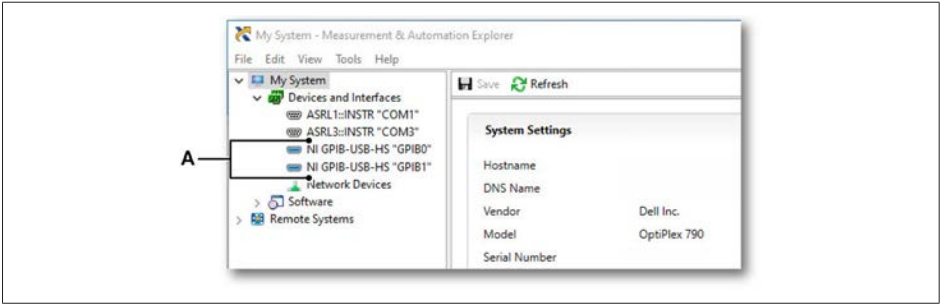 My System - Measurement & Automation Explorer
File Edit View Tools Help
My System
Save Refresh
Devices and Interfaces
ASRL1::INSTR "COM1"
ASRL3::INSTR "COM3"
System Settings
A
NI GPIB-USB-HS "GPIB0"
NI GPIB-USB-HS "GPIB1"
Hostname
Network Devices
DNS Name
Software
Vendor Dell Inc.
Remote Systems
Model OptiPlex 790
Serial Number